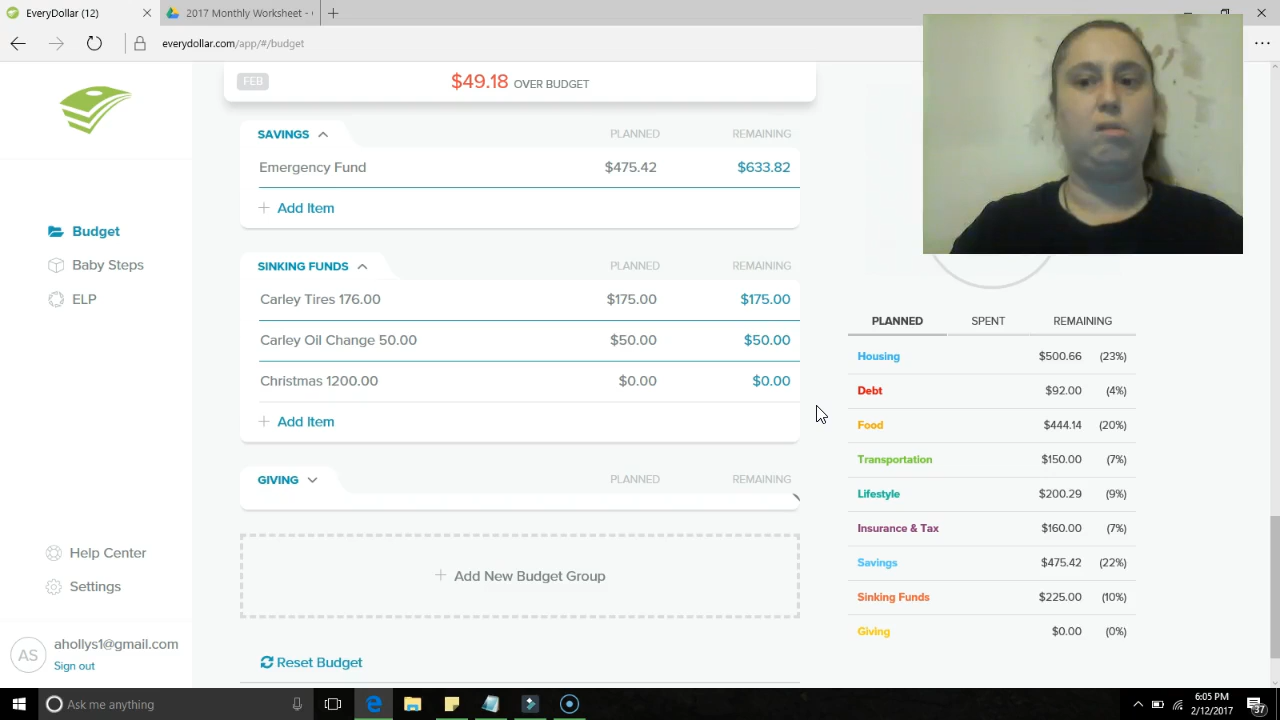 EveryDol
2017 Mom
everydollar.com/app/#/budget
FEB $49.18 OVER BUDGET
SAVINGS PLANNED REMAINING
Emergency Fund $475.42 $633.82
+ Add Item
SINKING FUNDS PLANNED REMAINING
Carley Tires 176.00 $175.00 $175.00
Carley Oil Change 50.00 $50.00 $50.00
Christmas 1200.00 $0.00 $0.00
+ Add Item
GIVING PLANNED REMAINING
+ Add New Budget Group
Reset Budget
Budget
Baby Steps
ELP
Help Center
Settings
AS ahollys1@gmail.com
Sign out
PLANNED SPENT REMAINING
Housing $500.66 (23%)
Debt $92.00 (4%)
Food $444.14 (20%)
Transportation $150.00 (7%)
Lifestyle $200.29 (9%)
Insurance & Tax $160.00 (7%)
Savings $475.42 (22%)
Sinking Funds $225.00 (10%)
Giving $0.00 (0%)
Ask me anything
6:05 PM
2/12/2017
37